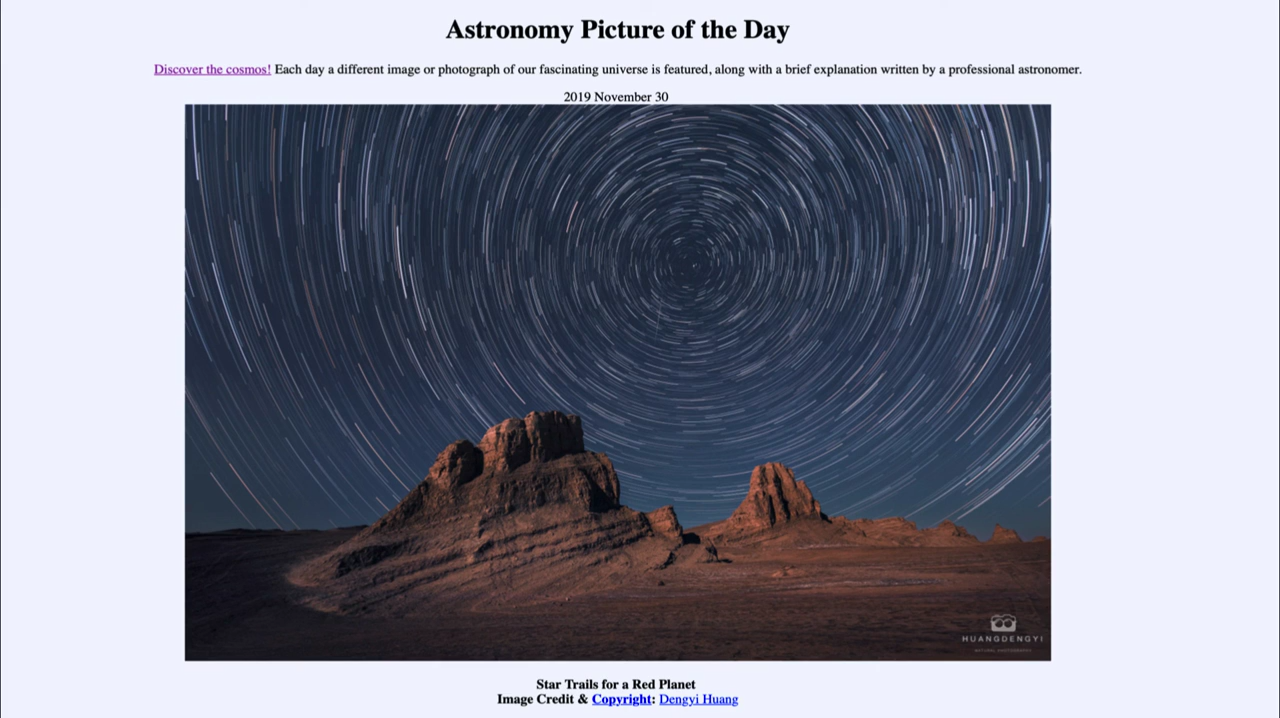 Astronomy Picture of the Day
Discover the cosmos! Each day a different image or photograph of our fascinating universe is featured, along with a brief explanation written by a professional astronomer.
2019 November 30
HUANGDENGYI
NATURAL PHOTOGRAPHY
Star Trails for a Red Planet
Image Credit & Copyright: Dengyi Huang